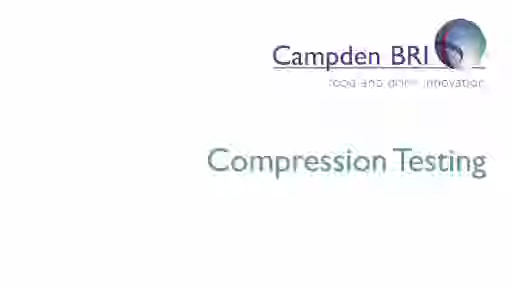 Campden BRI
food and drink innovation
Compression Testing